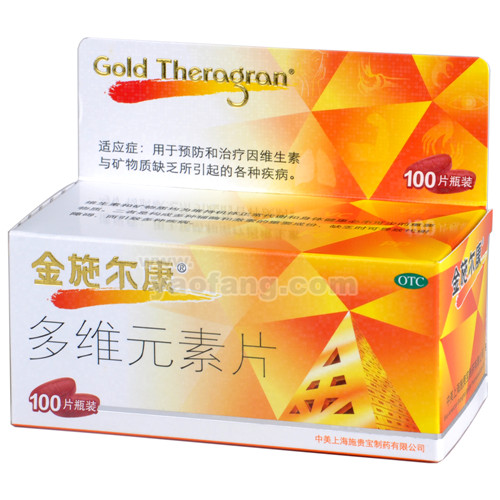 Gold Theragran®
适应症：用于预防和治疗因维生素
与矿物质缺乏所引起的各种疾病。
100片瓶装
金施尔康®
OTC
yaofang.com
多维元素片
100片瓶装
中美上海施贵宝制药有限公司
金施尔康